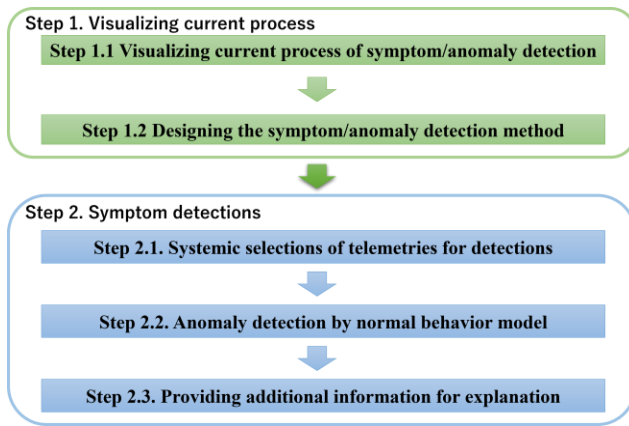 Step 1. Visualizing current process
Step 1.1 Visualizing current process of symptom/anomaly detection
Step 1.2 Designing the symptom/anomaly detection method
Step 2. Symptom detections
Step 2.1. Systemic selections of telemetries for detections
Step 2.2. Anomaly detection by normal behavior model
Step 2.3. Providing additional information for explanation